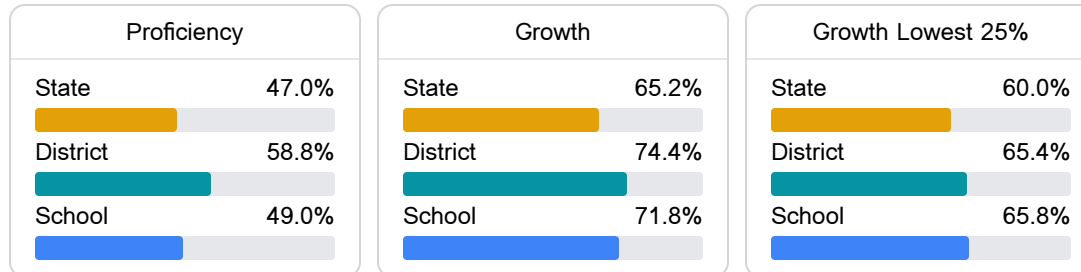 Proficiency
State 47.0%
District 58.8%
School 49.0%
Growth
State 65.2%
District 74.4%
School 71.8%
Growth Lowest 25%
State 60.0%
District 65.4%
School 65.8%